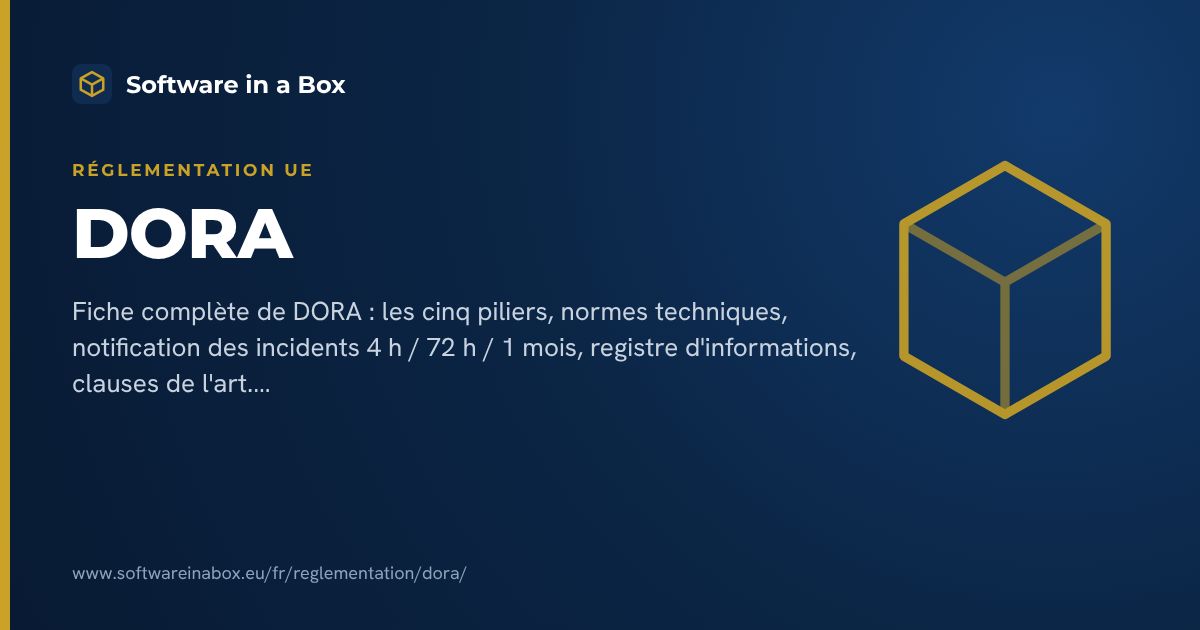 Software in a Box
RÉGLEMENTATION UE
DORA
Fiche complète de DORA : les cinq piliers, normes techniques,
notification des incidents 4 h / 72 h / 1 mois, registre d'informations,
clauses de l'art....
www.softwareinabox.eu/fr/reglementation/dora/